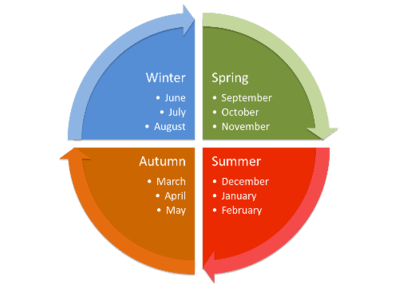 Winter
• June
• July
• August
Spring
• September
• October
• November
Autumn
• March
• April
• May
Summer
• December
• January
• February